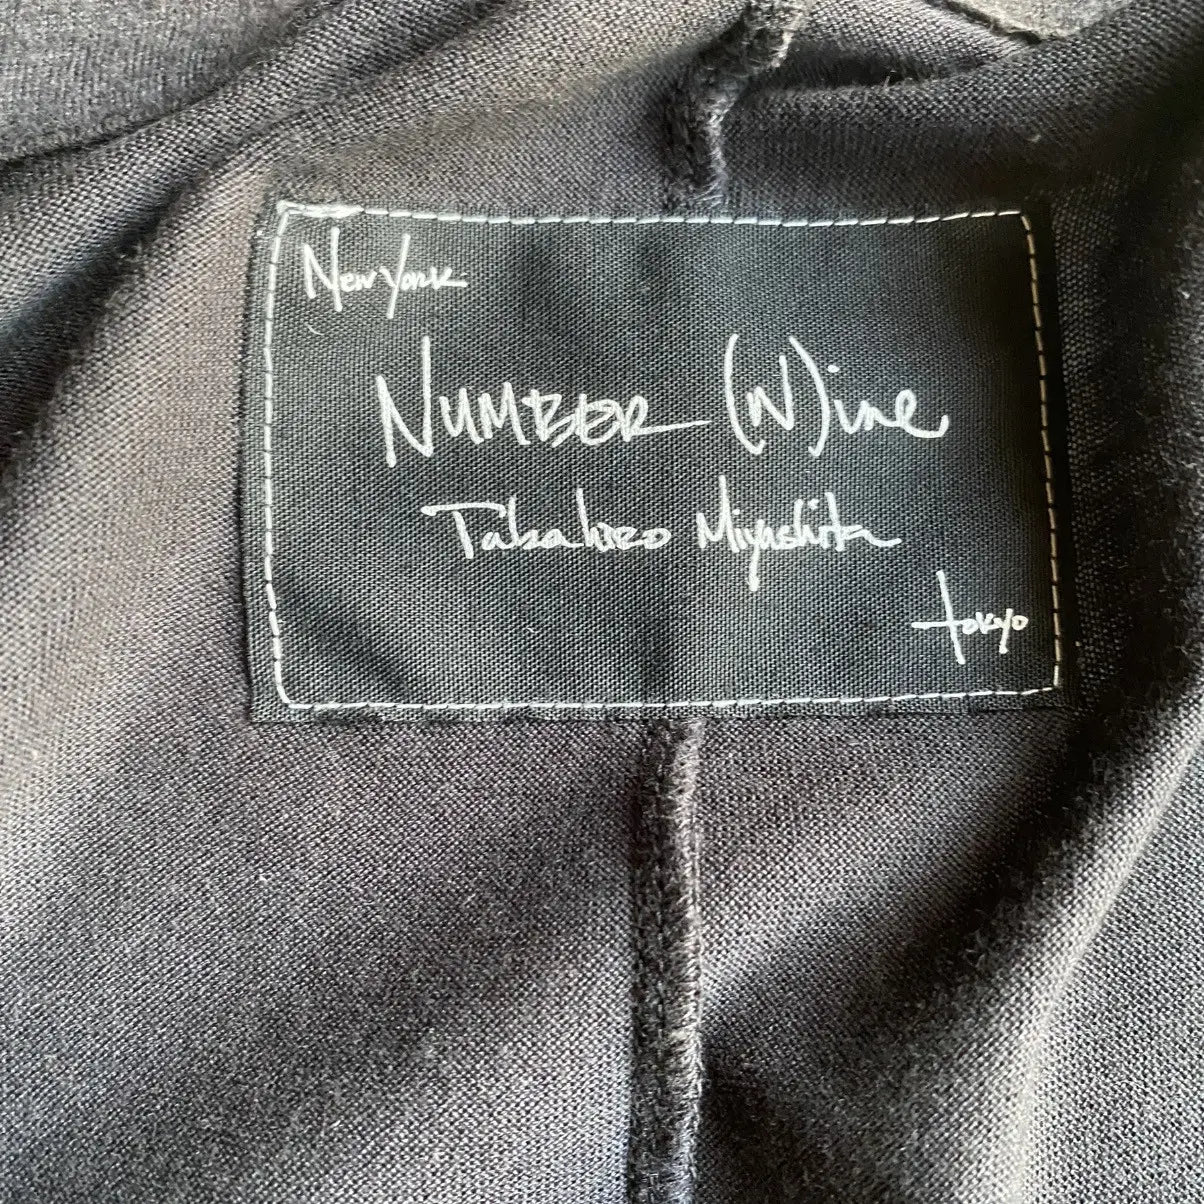 New York
Number (N)ine
Takahiro Miyashita
tokyo